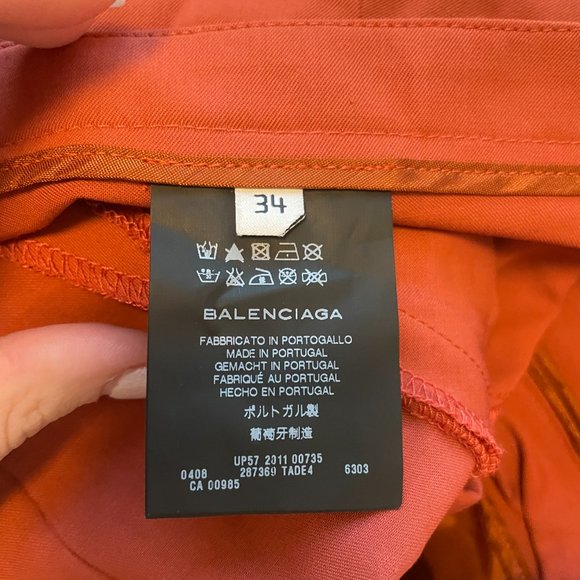 34
BALENCIAGA
FABBRICATO IN PORTOGALLO
MADE IN PORTUGAL
GEMACHT IN PORTUGAL
FABRIQUÉ AU PORTUGAL
HECHO EN PORTUGAL
ポルトガル製
葡萄牙制造
UP57 2011 00735
0408 287369 TADE4 6303
CA 00985